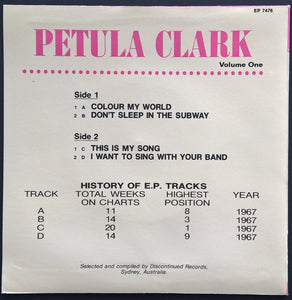 EP 7476
PETULA CLARK
Volume One
Side 1
1 A COLOUR MY WORLD
2 B DON'T SLEEP IN THE SUBWAY
Side 2
1 C THIS IS MY SONG
2 D I WANT TO SING WITH YOUR BAND
HISTORY OF E.P. TRACKS
TRACK TOTAL WEEKS ON CHARTS HIGHEST POSITION YEAR
A 11 8 1967
B 14 3 1967
C 20 1 1967
D 14 9 1967
Selected and compiled by Discontinued Records,
Sydney, Australia.